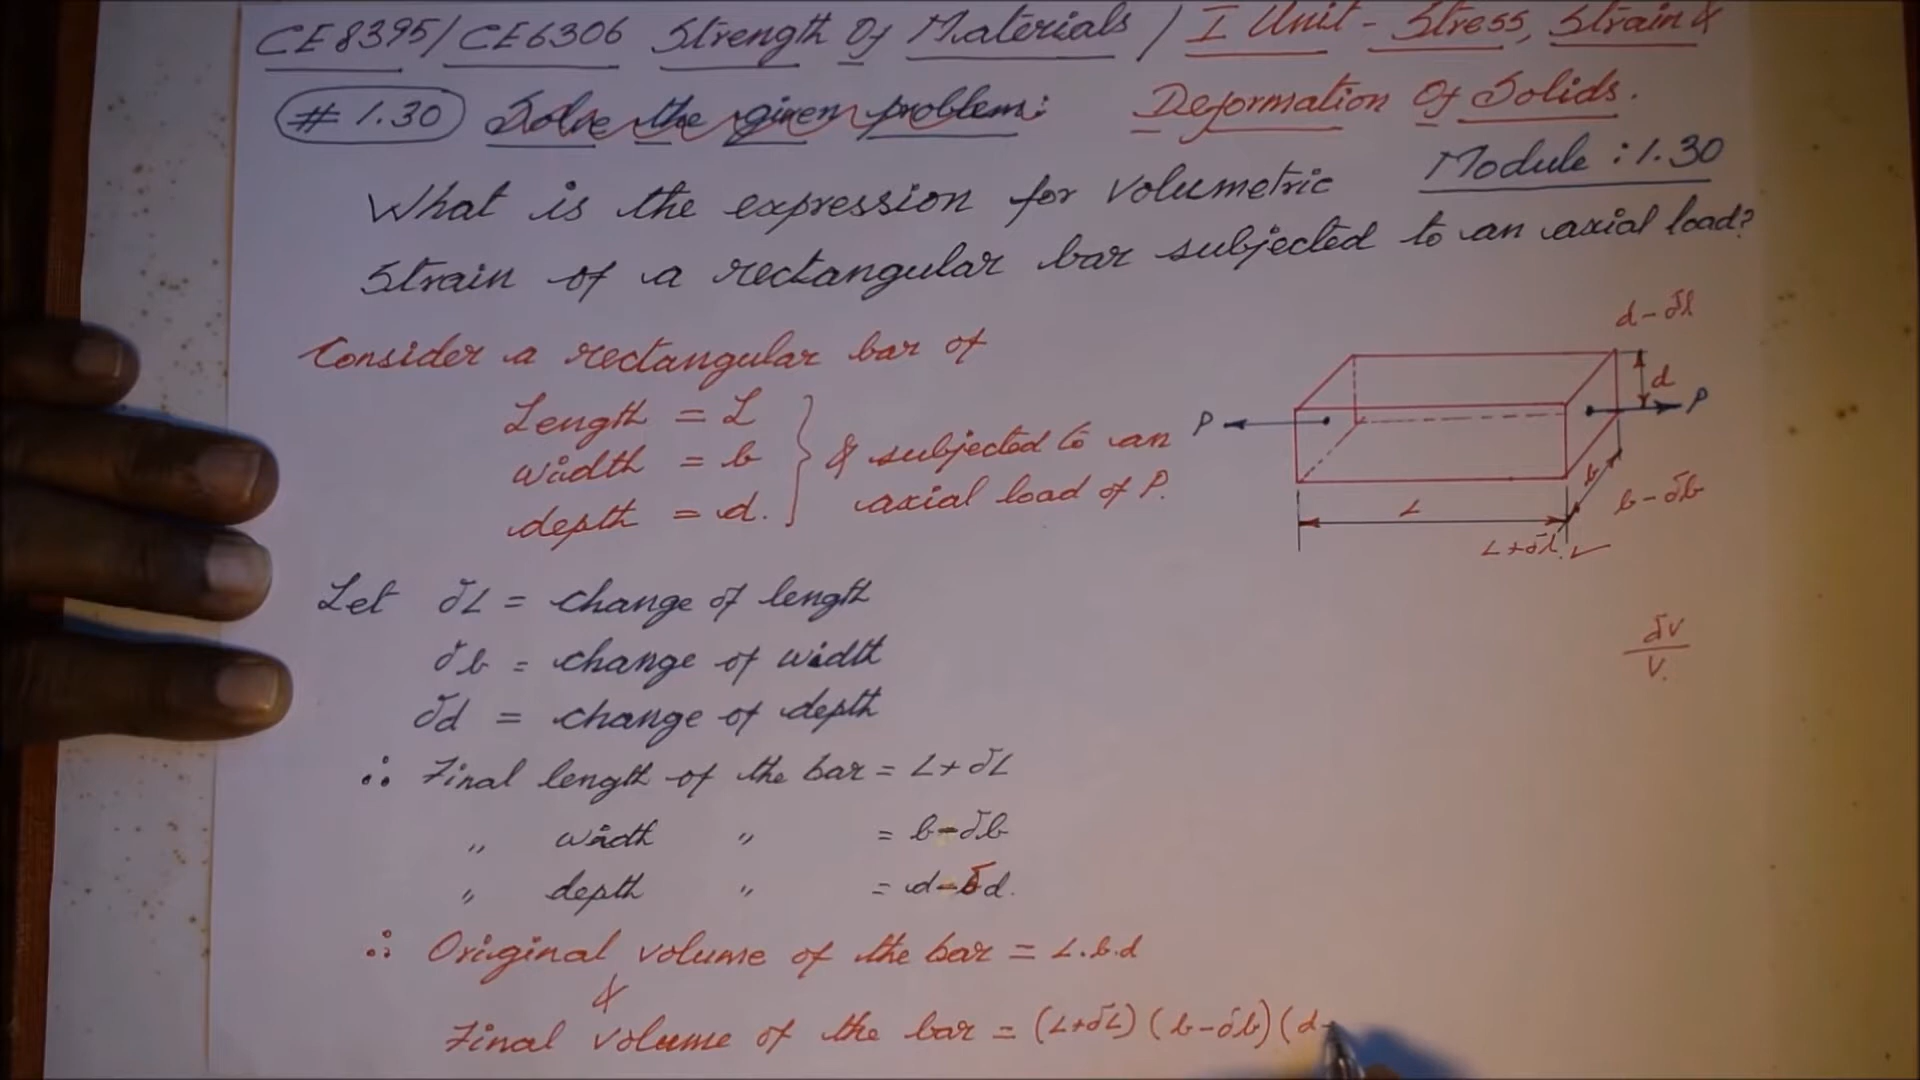 CE8395/CE6306 Strength Of Materials / I Unit - Stress, Strain &
# 1.30 Solve the given problem: Deformation Of Solids.
Module : 1.30
What is the expression for volumetric
Strain of a rectangular bar subjected to an axial load?
Consider a rectangular bar of
Length = L
width = b
depth = d.
& subjected to an
axial load of P.
d-δd
d
P
P
b
b-δb
L
L+δL.
Let δL = change of length
δb = change of width
δd = change of depth
δV
V.
∴ Final length of the bar = L+δL
,, width ,, = b-δb
,, depth ,, = d-δd.
∴ Original volume of the bar = L.b.d
&
Final volume of the bar = (L+δL) (b-δb) (d-